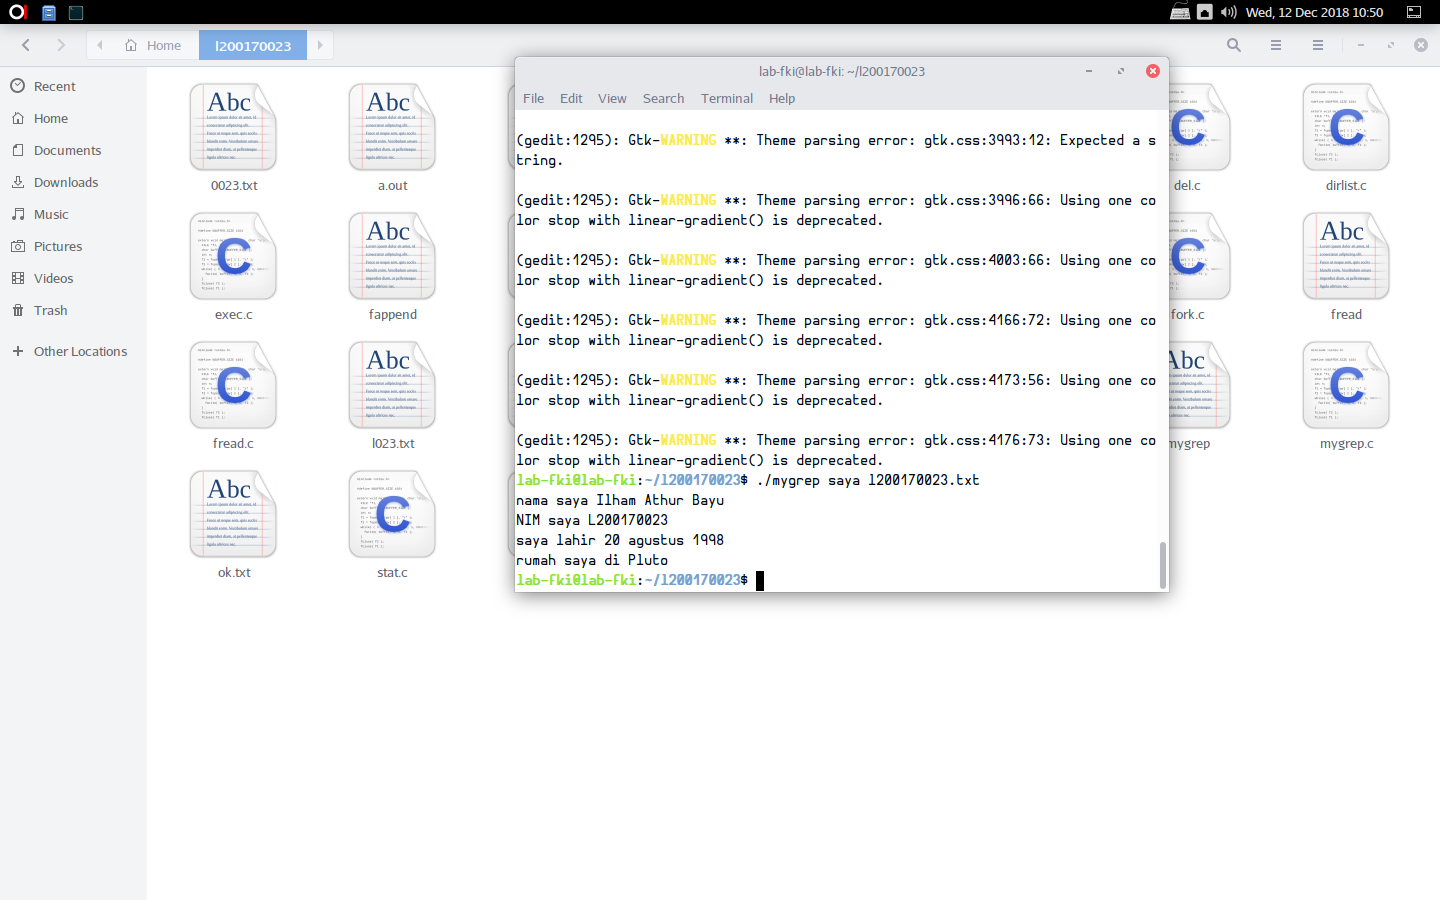 Wed, 12 Dec 2018 10:50
Home
l200170023
Recent
Home
Documents
Downloads
Music
Pictures
Videos
Trash
Other Locations
Abc
0023.txt
Abc
a.out
C
del.c
C
dirlist.c
C
exec.c
Abc
fappend
C
fork.c
Abc
fread
C
fread.c
Abc
l023.txt
Abc
mygrep
C
mygrep.c
Abc
ok.txt
C
stat.c
lab-fki@lab-fki: ~/l200170023
File Edit View Search Terminal Help
(gedit:1295): Gtk-WARNING **: Theme parsing error: gtk.css:3993:12: Expected a s
tring.
(gedit:1295): Gtk-WARNING **: Theme parsing error: gtk.css:3996:66: Using one co
lor stop with linear-gradient() is deprecated.
(gedit:1295): Gtk-WARNING **: Theme parsing error: gtk.css:4003:66: Using one co
lor stop with linear-gradient() is deprecated.
(gedit:1295): Gtk-WARNING **: Theme parsing error: gtk.css:4166:72: Using one co
lor stop with linear-gradient() is deprecated.
(gedit:1295): Gtk-WARNING **: Theme parsing error: gtk.css:4173:56: Using one co
lor stop with linear-gradient() is deprecated.
(gedit:1295): Gtk-WARNING **: Theme parsing error: gtk.css:4176:73: Using one co
lor stop with linear-gradient() is deprecated.
lab-fki@lab-fki:~/l200170023$ ./mygrep saya l200170023.txt
nama saya Ilham Athur Bayu
NIM saya L200170023
saya lahir 20 agustus 1998
rumah saya di Pluto
lab-fki@lab-fki:~/l200170023$